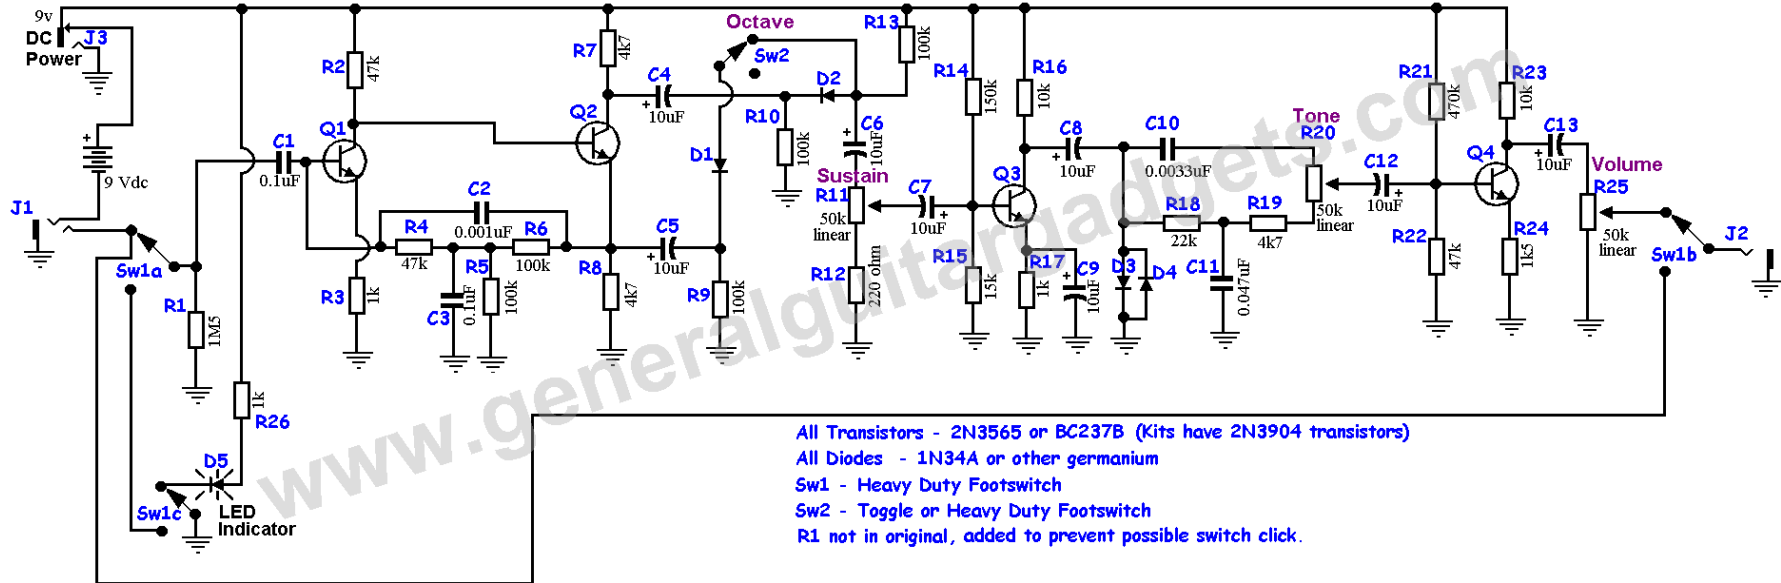 9v
DC
Power
J3
9 Vdc
J1
Sw1a
R1
1M5
C1
0.1uF
R2
47k
Q1
R3
1k
R4
47k
C2
0.001uF
R6
100k
C3
0.1uF
R5
100k
R7
4k7
Q2
R8
4k7
C4
10uF
C5
10uF
Octave
Sw2
D1
R9
100k
R10
100k
D2
R13
100k
C6
10uF
Sustain
R11
50k
linear
R12
220 ohm
C7
10uF
R14
150k
R15
15k
R16
10k
Q3
R17
1k
C9
10uF
C8
10uF
D3
D4
C10
0.0033uF
R18
22k
R19
4k7
C11
0.047uF
Tone
R20
50k
linear
C12
10uF
R21
470k
R22
47k
R23
10k
Q4
R24
1k5
C13
10uF
Volume
R25
50k
linear
Sw1b
J2
1k
R26
D5
LED
Indicator
Sw1c
www.generalguitargadgets.com
All Transistors - 2N3565 or BC237B (Kits have 2N3904 transistors)
All Diodes - 1N34A or other germanium
Sw1 - Heavy Duty Footswitch
Sw2 - Toggle or Heavy Duty Footswitch
R1 not in original, added to prevent possible switch click.